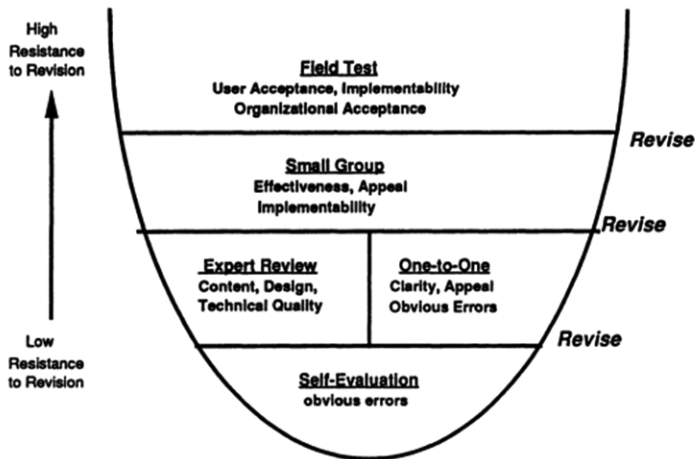 High
Resistance
to Revision
Field Test
User Acceptance, Implementability
Organizational Acceptance
Revise
Small Group
Effectiveness, Appeal
Implementability
Revise
Expert Review
Content, Design,
Technical Quality
One-to-One
Clarity, Appeal
Obvious Errors
Revise
Low
Resistance
to Revision
Self-Evaluation
obvious errors